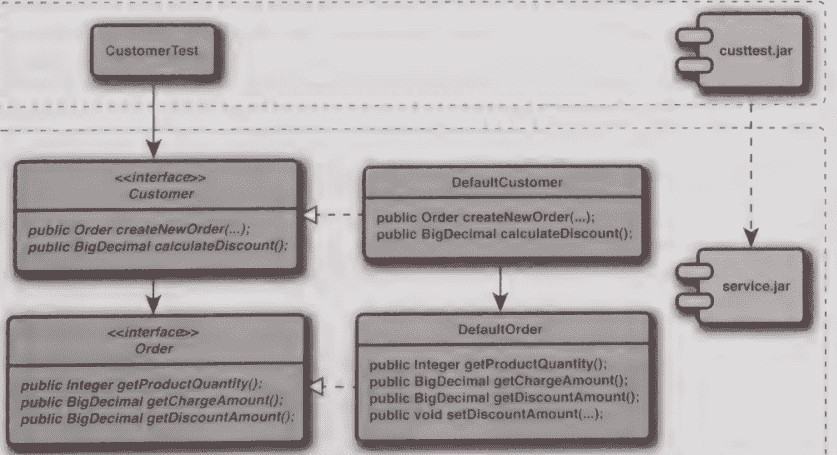 CustomerTest
custtest.jar
<<interface>>
Customer
public Order createNewOrder(...);
public BigDecimal calculateDiscount();
DefaultCustomer
public Order createNewOrder(...);
public BigDecimal calculateDiscount();
service.jar
<<interface>>
Order
public Integer getProductQuantity();
public BigDecimal getChargeAmount();
public BigDecimal getDiscountAmount();
DefaultOrder
public Integer getProductQuantity();
public BigDecimal getChargeAmount();
public BigDecimal getDiscountAmount();
public void setDiscountAmount(...);